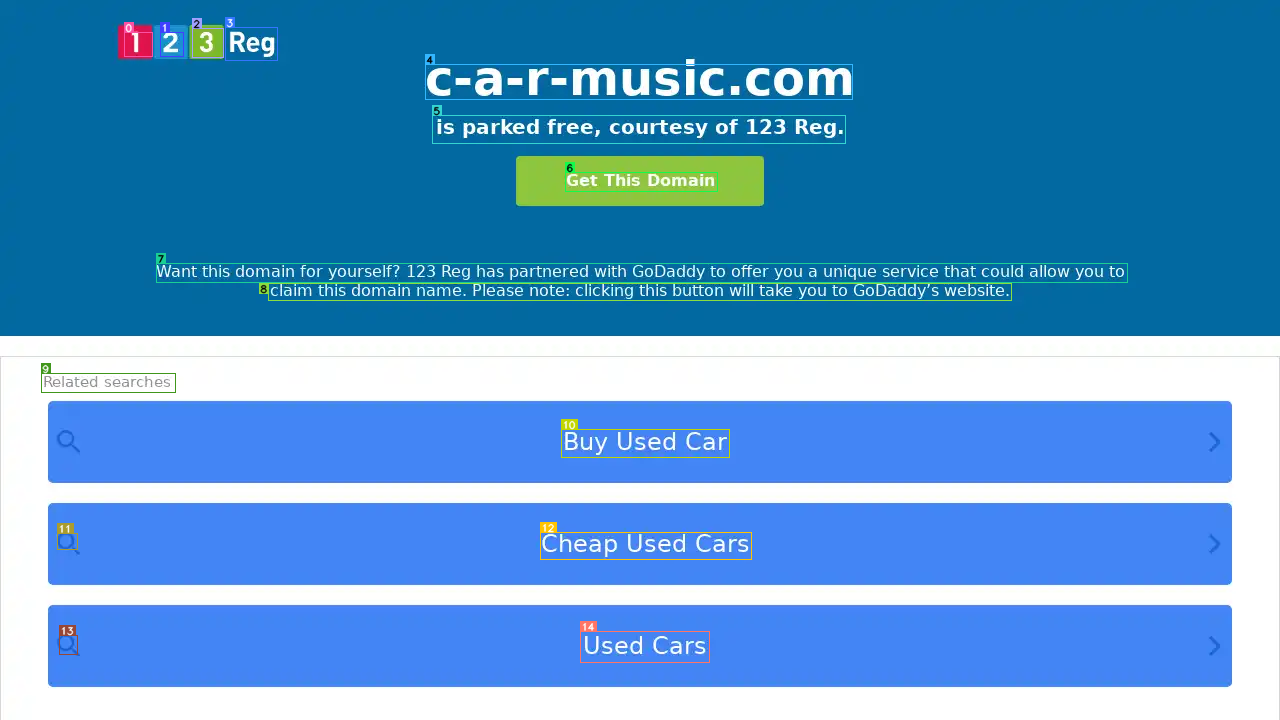 1 2 3 Reg
c-a-r-music.com
is parked free, courtesy of 123 Reg.
Get This Domain
Want this domain for yourself? 123 Reg has partnered with GoDaddy to offer you a unique service that could allow you to
claim this domain name. Please note: clicking this button will take you to GoDaddy’s website.
Related searches
Buy Used Car
Cheap Used Cars
Used Cars